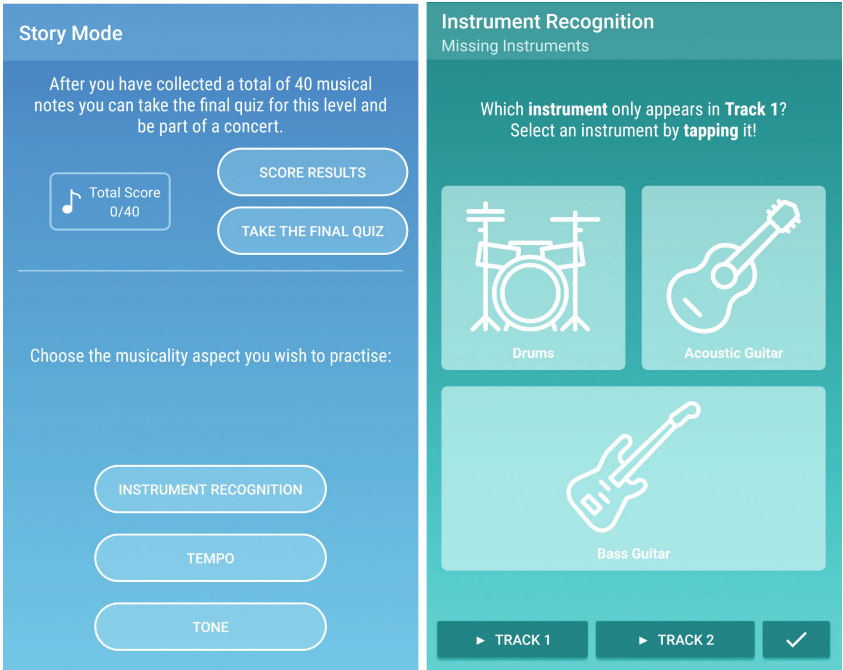 Story Mode
After you have collected a total of 40 musical
notes you can take the final quiz for this level and
be part of a concert.
Total Score
0/40
SCORE RESULTS
TAKE THE FINAL QUIZ
Choose the musicality aspect you wish to practise:
INSTRUMENT RECOGNITION
TEMPO
TONE
Instrument Recognition
Missing Instruments
Which instrument only appears in Track 1?
Select an instrument by tapping it!
Drums
Acoustic Guitar
Bass Guitar
TRACK 1
TRACK 2